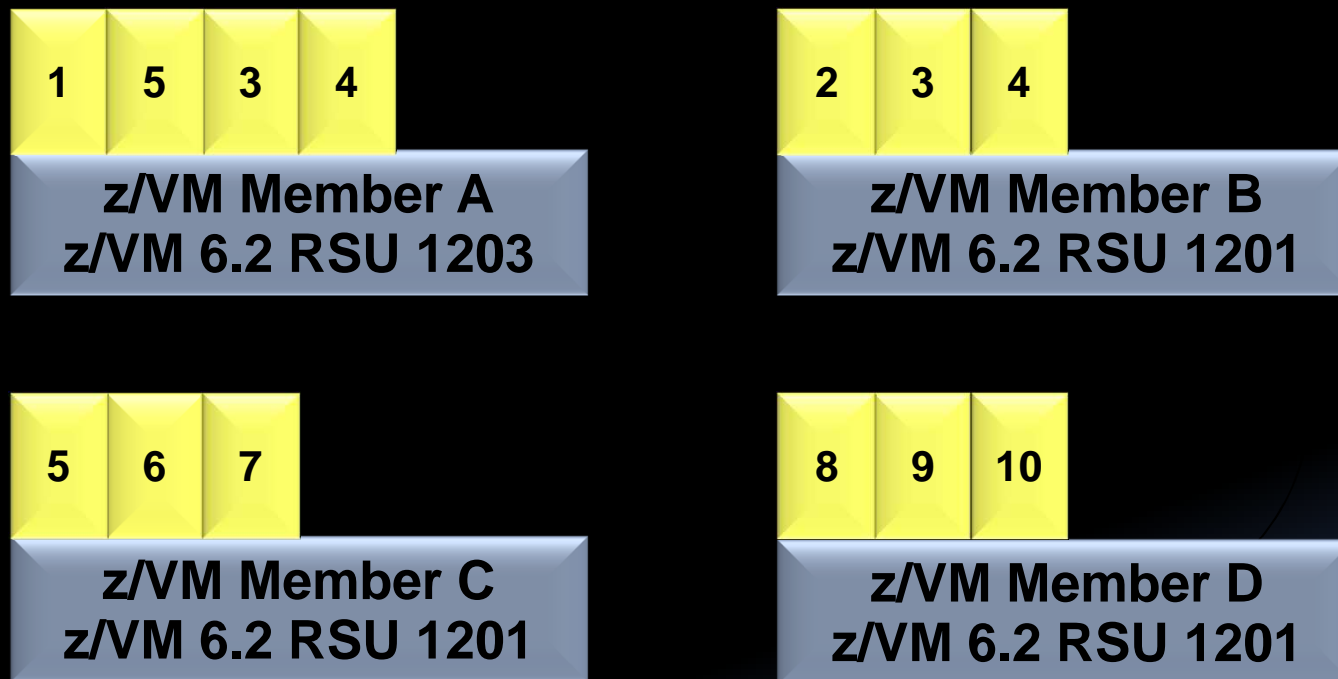 1 5 3 4
z/VM Member A
z/VM 6.2 RSU 1203
2 3 4
z/VM Member B
z/VM 6.2 RSU 1201
5 6 7
z/VM Member C
z/VM 6.2 RSU 1201
8 9 10
z/VM Member D
z/VM 6.2 RSU 1201